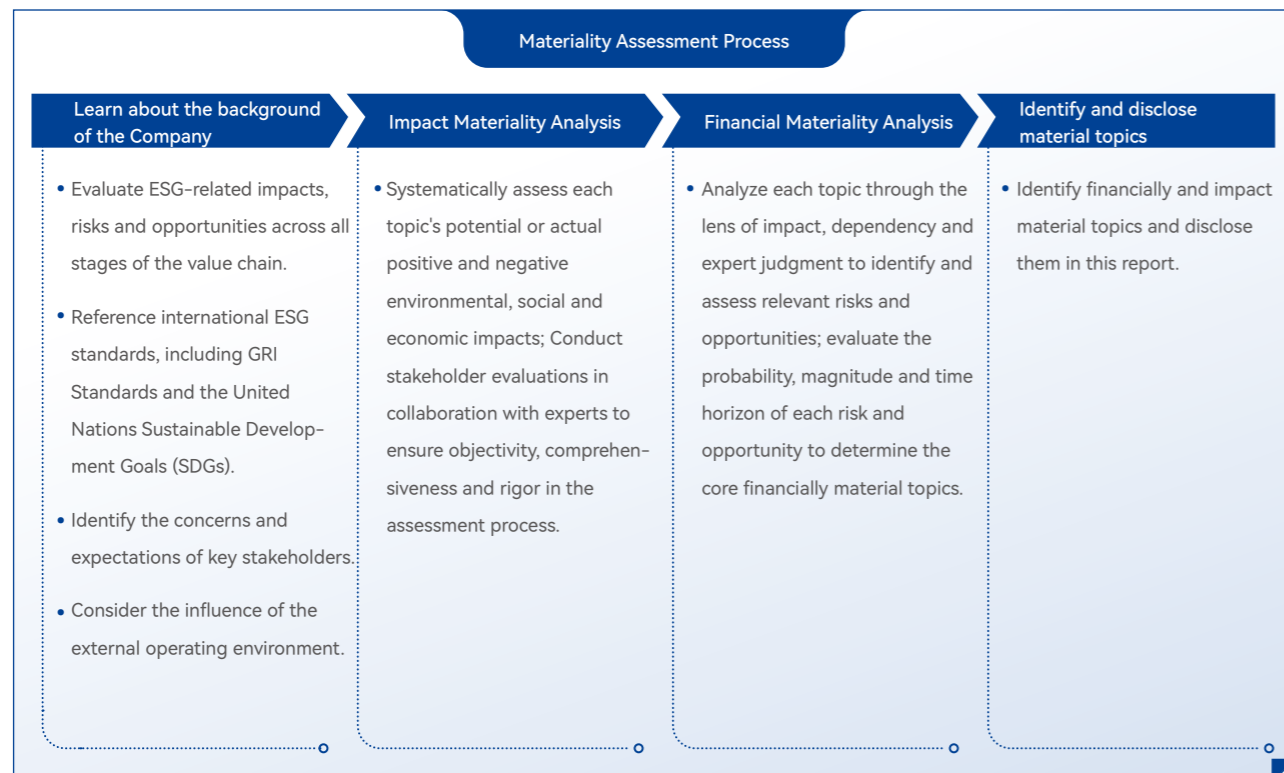 Materiality Assessment Process
Learn about the background
of the Company
• Evaluate ESG-related impacts,
risks and opportunities across all
stages of the value chain.
• Reference international ESG
standards, including GRI
Standards and the United
Nations Sustainable Develop-
ment Goals (SDGs).
• Identify the concerns and
expectations of key stakeholders.
• Consider the influence of the
external operating environment.
Impact Materiality Analysis
• Systematically assess each
topic's potential or actual
positive and negative
environmental, social and
economic impacts; Conduct
stakeholder evaluations in
collaboration with experts to
ensure objectivity, comprehen-
siveness and rigor in the
assessment process.
Financial Materiality Analysis
• Analyze each topic through the
lens of impact, dependency and
expert judgment to identify and
assess relevant risks and
opportunities; evaluate the
probability, magnitude and time
horizon of each risk and
opportunity to determine the
core financially material topics.
Identify and disclose
material topics
• Identify financially and impact
material topics and disclose
them in this report.